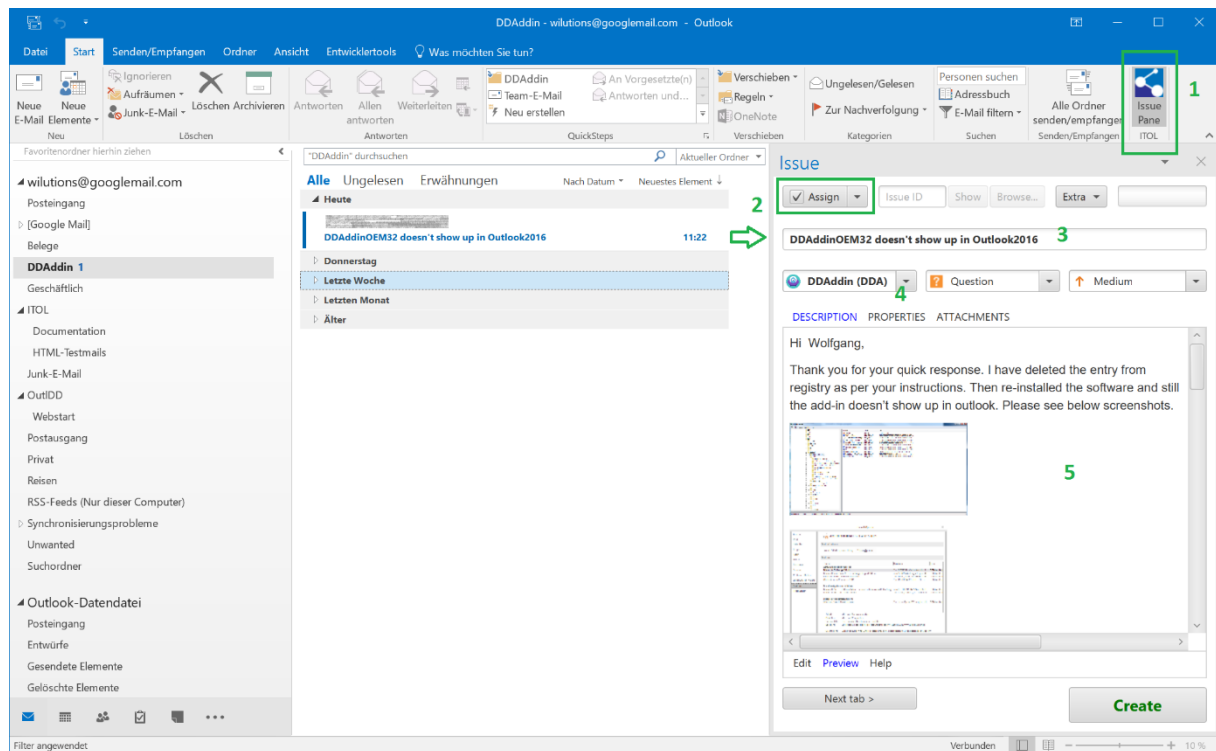 DDAddin - wilutions@googlemail.com - Outlook
Datei Start Senden/Empfangen Ordner Ansicht Entwicklertools Was möchten Sie tun?
Neue E-Mail
Neue Elemente
Neu
Ignorieren
Aufräumen
Junk-E-Mail
Löschen Archivieren
Löschen
Antworten
Allen antworten
Weiterleiten
Antworten
DDAddin
Team-E-Mail
Neu erstellen
An Vorgesetzte(n)
Antworten und...
QuickSteps
Verschieben
Regeln
OneNote
Verschieben
Ungelesen/Gelesen
Zur Nachverfolgung
Kategorien
Personen suchen
Adressbuch
E-Mail filtern
Suchen
Alle Ordner
senden/empfangen
Senden/Empfangen
Issue
Pane
ITOL
1
Favoritenordner hierhin ziehen
wilutions@googlemail.com
Posteingang
[Google Mail]
Belege
DDAddin 1
Geschäftlich
ITOL
Documentation
HTML-Testmails
Junk-E-Mail
OutlDD
Webstart
Postausgang
Privat
Reisen
RSS-Feeds (Nur dieser Computer)
Synchronisierungsprobleme
Unwanted
Suchordner
Outlook-Datendatei
Posteingang
Entwürfe
Gesendete Elemente
Gelöschte Elemente
"DDAddin" durchsuchen
Aktueller Ordner
Alle Ungelesen Erwähnungen Nach Datum Neuestes Element ↓
Heute
DDAddinOEM32 doesn't show up in Outlook2016 11:22
Donnerstag
Letzte Woche
Letzten Monat
Älter
Issue
2
Assign Issue ID Show Browse... Extra
DDAddinOEM32 doesn't show up in Outlook2016 3
DDAddin (DDA) Question Medium
4
DESCRIPTION PROPERTIES ATTACHMENTS
Hi Wolfgang,
Thank you for your quick response. I have deleted the entry from
registry as per your instructions. Then re-installed the software and still
the add-in doesn't show up in outlook. Please see below screenshots.
5
Edit Preview Help
Next tab >
Create
Filter angewendet
Verbunden
10 %